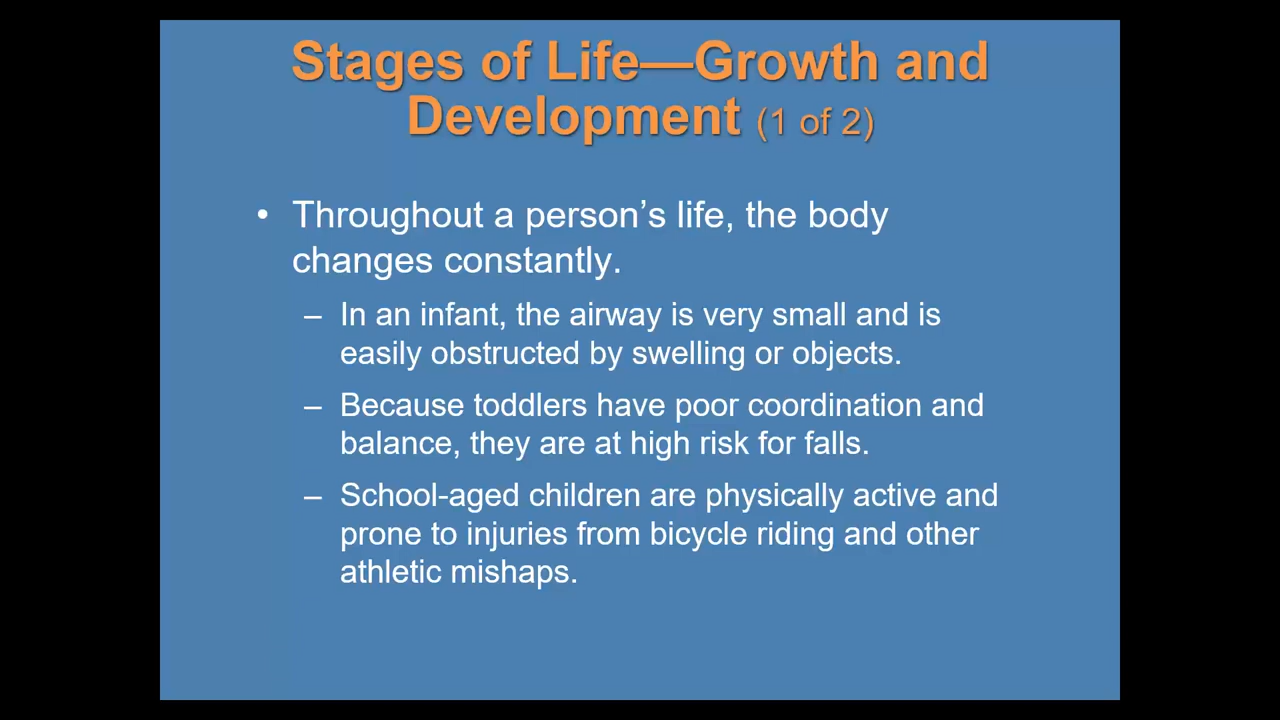 Stages of Life—Growth and
Development (1 of 2)
• Throughout a person’s life, the body
changes constantly.
– In an infant, the airway is very small and is
easily obstructed by swelling or objects.
– Because toddlers have poor coordination and
balance, they are at high risk for falls.
– School-aged children are physically active and
prone to injuries from bicycle riding and other
athletic mishaps.